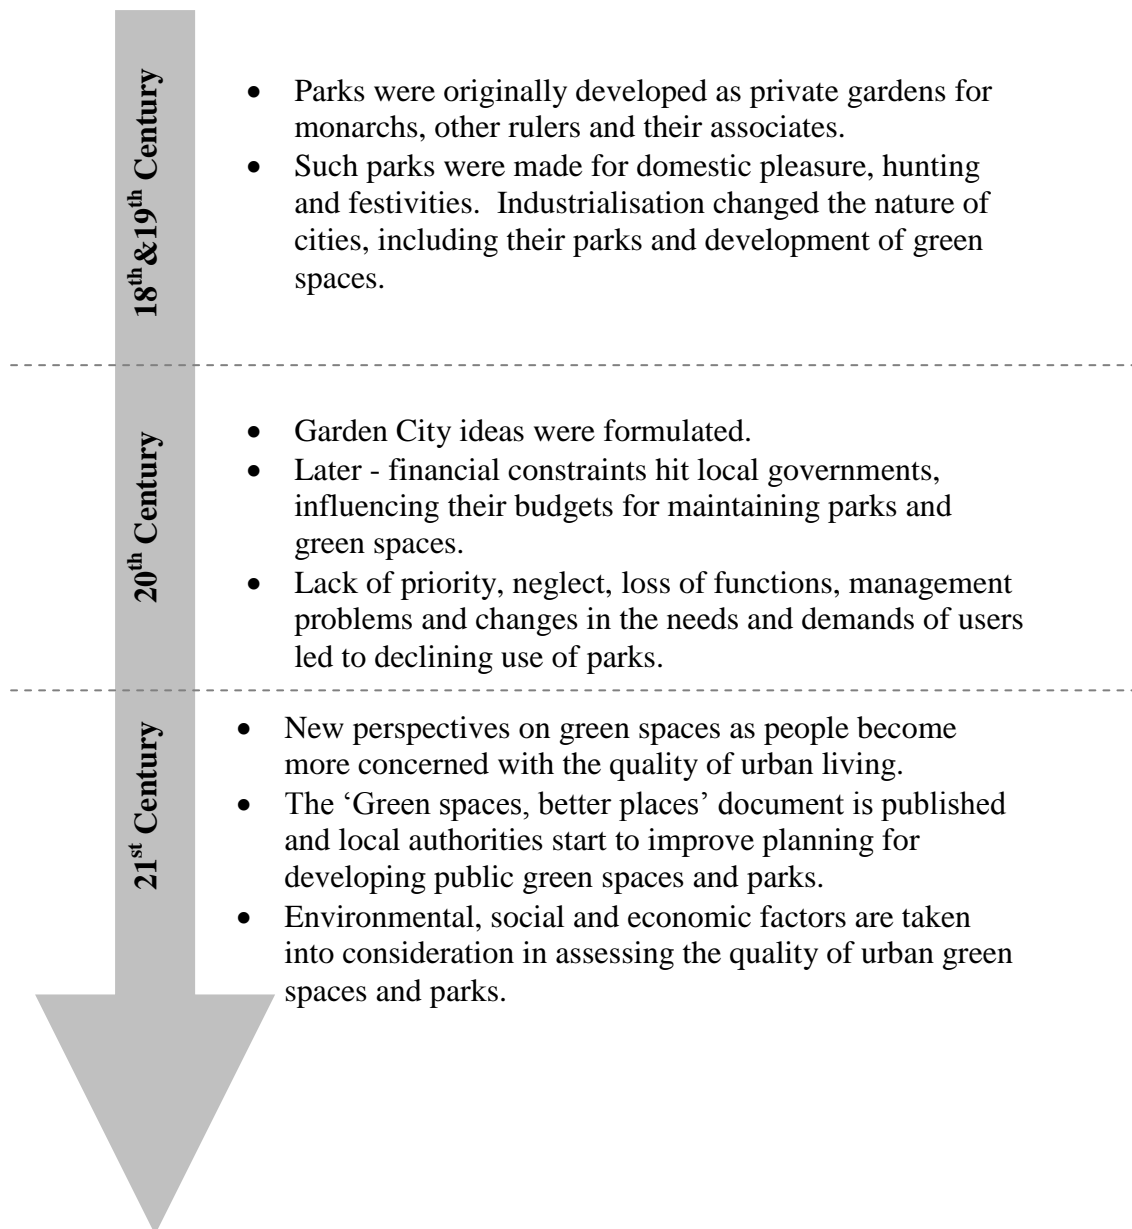 18th &19th Century
• Parks were originally developed as private gardens for
monarchs, other rulers and their associates.
• Such parks were made for domestic pleasure, hunting
and festivities.  Industrialisation changed the nature of
cities, including their parks and development of green
spaces.
20th Century
• Garden City ideas were formulated.
• Later - financial constraints hit local governments,
influencing their budgets for maintaining parks and
green spaces.
• Lack of priority, neglect, loss of functions, management
problems and changes in the needs and demands of users
led to declining use of parks.
21st Century
• New perspectives on green spaces as people become
more concerned with the quality of urban living.
• The ‘Green spaces, better places’ document is published
and local authorities start to improve planning for
developing public green spaces and parks.
• Environmental, social and economic factors are taken
into consideration in assessing the quality of urban green
spaces and parks.